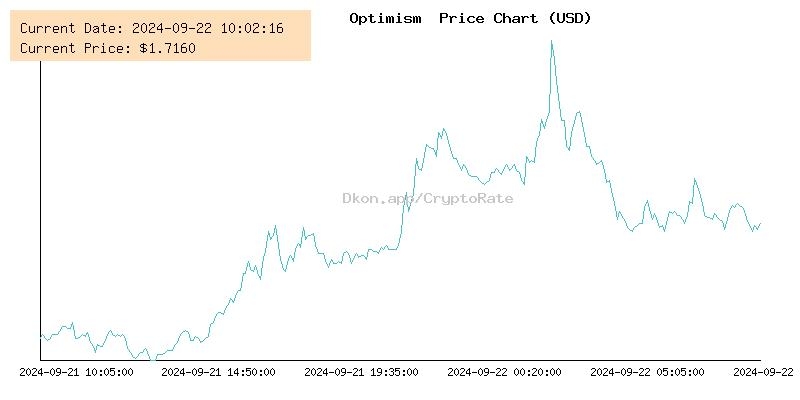 Optimism  Price Chart (USD)
Current Date: 2024-09-22 10:02:16
Current Price: $1.7160
Dkon.app/CryptoRate
2024-09-21 10:05:00 2024-09-21 14:50:00 2024-09-21 19:35:00 2024-09-22 00:20:00 2024-09-22 05:05:00 2024-09-22